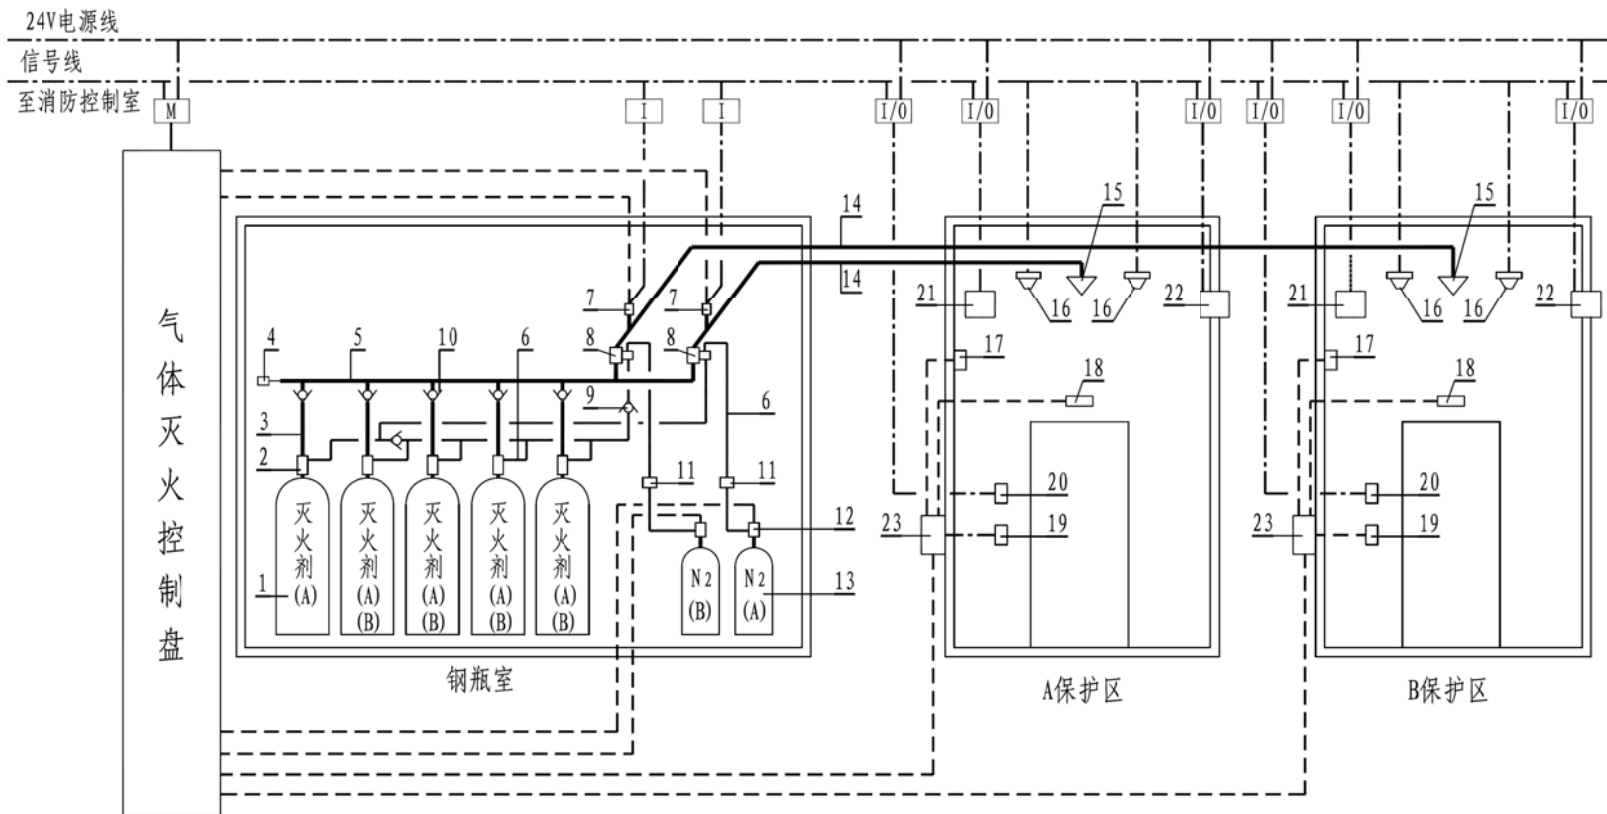 24V电源线
信号线
至消防控制室
M
I
I
I/O
I/O
I/O
I/O
I/O
I/O
14
15
15
14
21
16
16
22
21
16
16
22
7
7
4
5
10
6
8
8
17
17
18
18
9
6
3
2
11
11
20
20
12
23
19
23
19
1
13
气体灭火控制盘
灭火剂(A)
灭火剂(A)(B)
灭火剂(A)(B)
灭火剂(A)(B)
灭火剂(A)(B)
N2
(B)
N2
(A)
钢瓶室
A保护区
B保护区